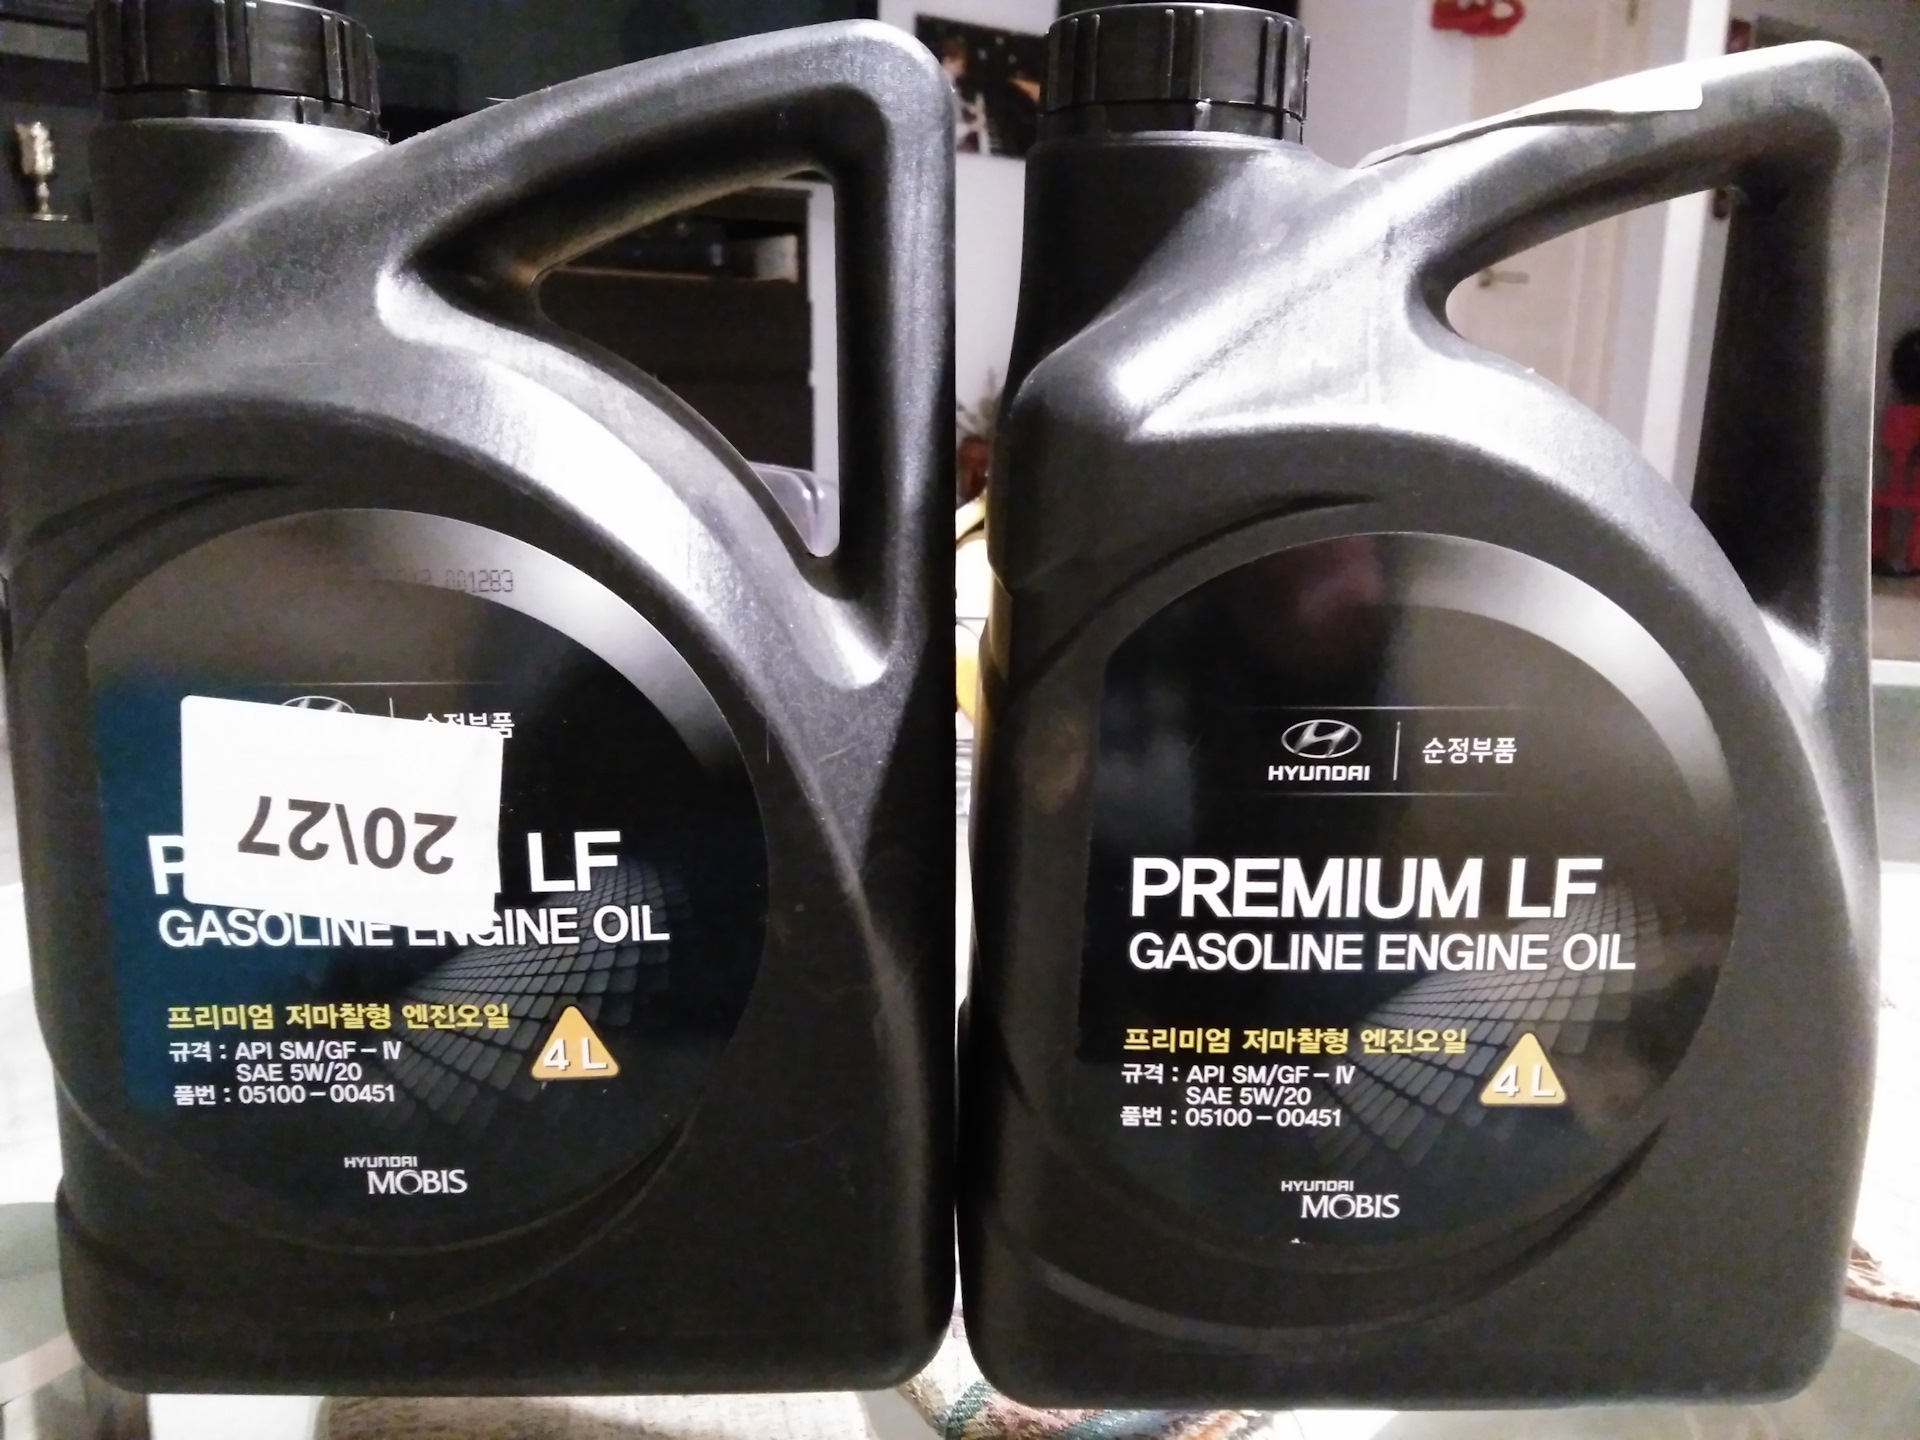 001283
순정부품
20\27
LF
GASOLINE ENGINE OIL
프리미엄 저마찰형 엔진오일
규격 : API SM/GF-IV
SAE 5W/20
품번 : 05100-00451
4 L
HYUNDAI
MOBIS
HYUNDAI
순정부품
PREMIUM LF
GASOLINE ENGINE OIL
프리미엄 저마찰형 엔진오일
규격 : API SM/GF-IV
SAE 5W/20
품번 : 05100-00451
4 L
HYUNDAI
MOBIS